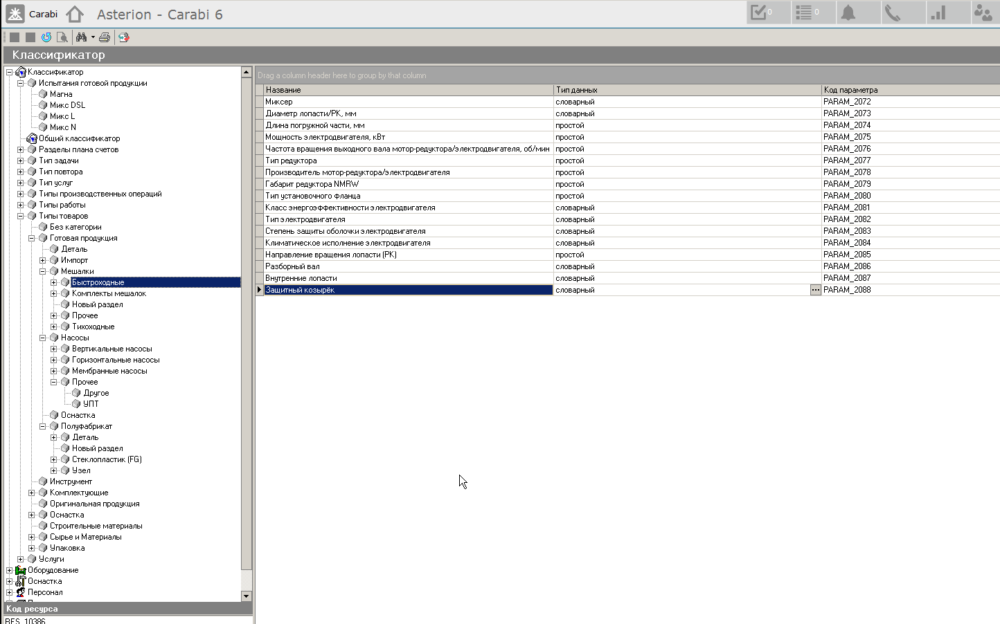 Carabi
Asterion - Carabi 6
0
0
Классификатор
Классификатор
Испытания готовой продукции
Магна
Микс DSL
Микс L
Микс N
Общий классификатор
Разделы плана счетов
Тип задачи
Тип повтора
Тип услуг
Типы производственных операций
Типы работы
Типы товаров
Без категории
Готовая продукция
Деталь
Импорт
Мешалки
Быстроходные
Комплекты мешалок
Новый раздел
Прочее
Тихоходные
Насосы
Вертикальные насосы
Горизонтальные насосы
Мембранные насосы
Прочее
Другое
УПТ
Оснастка
Полуфабрикат
Деталь
Новый раздел
Стеклопластик (FG)
Узел
Инструмент
Комплектующие
Оригинальная продукция
Оснастка
Строительные материалы
Сырье и Материалы
Упаковка
Услуги
Оборудование
Оснастка
Персонал
Код ресурса
RES_10386
Drag a column header here to group by that column
Название Тип данных Код параметра
Миксер словарный PARAM_2072
Диаметр лопасти/РК, мм словарный PARAM_2073
Длина погружной части, мм простой PARAM_2074
Мощность электродвигателя, кВт простой PARAM_2075
Частота вращения выходного вала мотор-редуктора/электродвигателя, об/мин простой PARAM_2076
Тип редуктора простой PARAM_2077
Производитель мотор-редуктора/электродвигателя простой PARAM_2078
Габарит редуктора NMRW простой PARAM_2079
Тип установочного фланца простой PARAM_2080
Класс энергоэффективности электродвигателя словарный PARAM_2081
Тип электродвигателя словарный PARAM_2082
Степень защиты оболочки электродвигателя словарный PARAM_2083
Климатическое исполнение электродвигателя словарный PARAM_2084
Направление вращения лопасти (РК) простой PARAM_2085
Разборный вал словарный PARAM_2086
Внутренние лопасти словарный PARAM_2087
Защитный козырёк словарный ... PARAM_2088